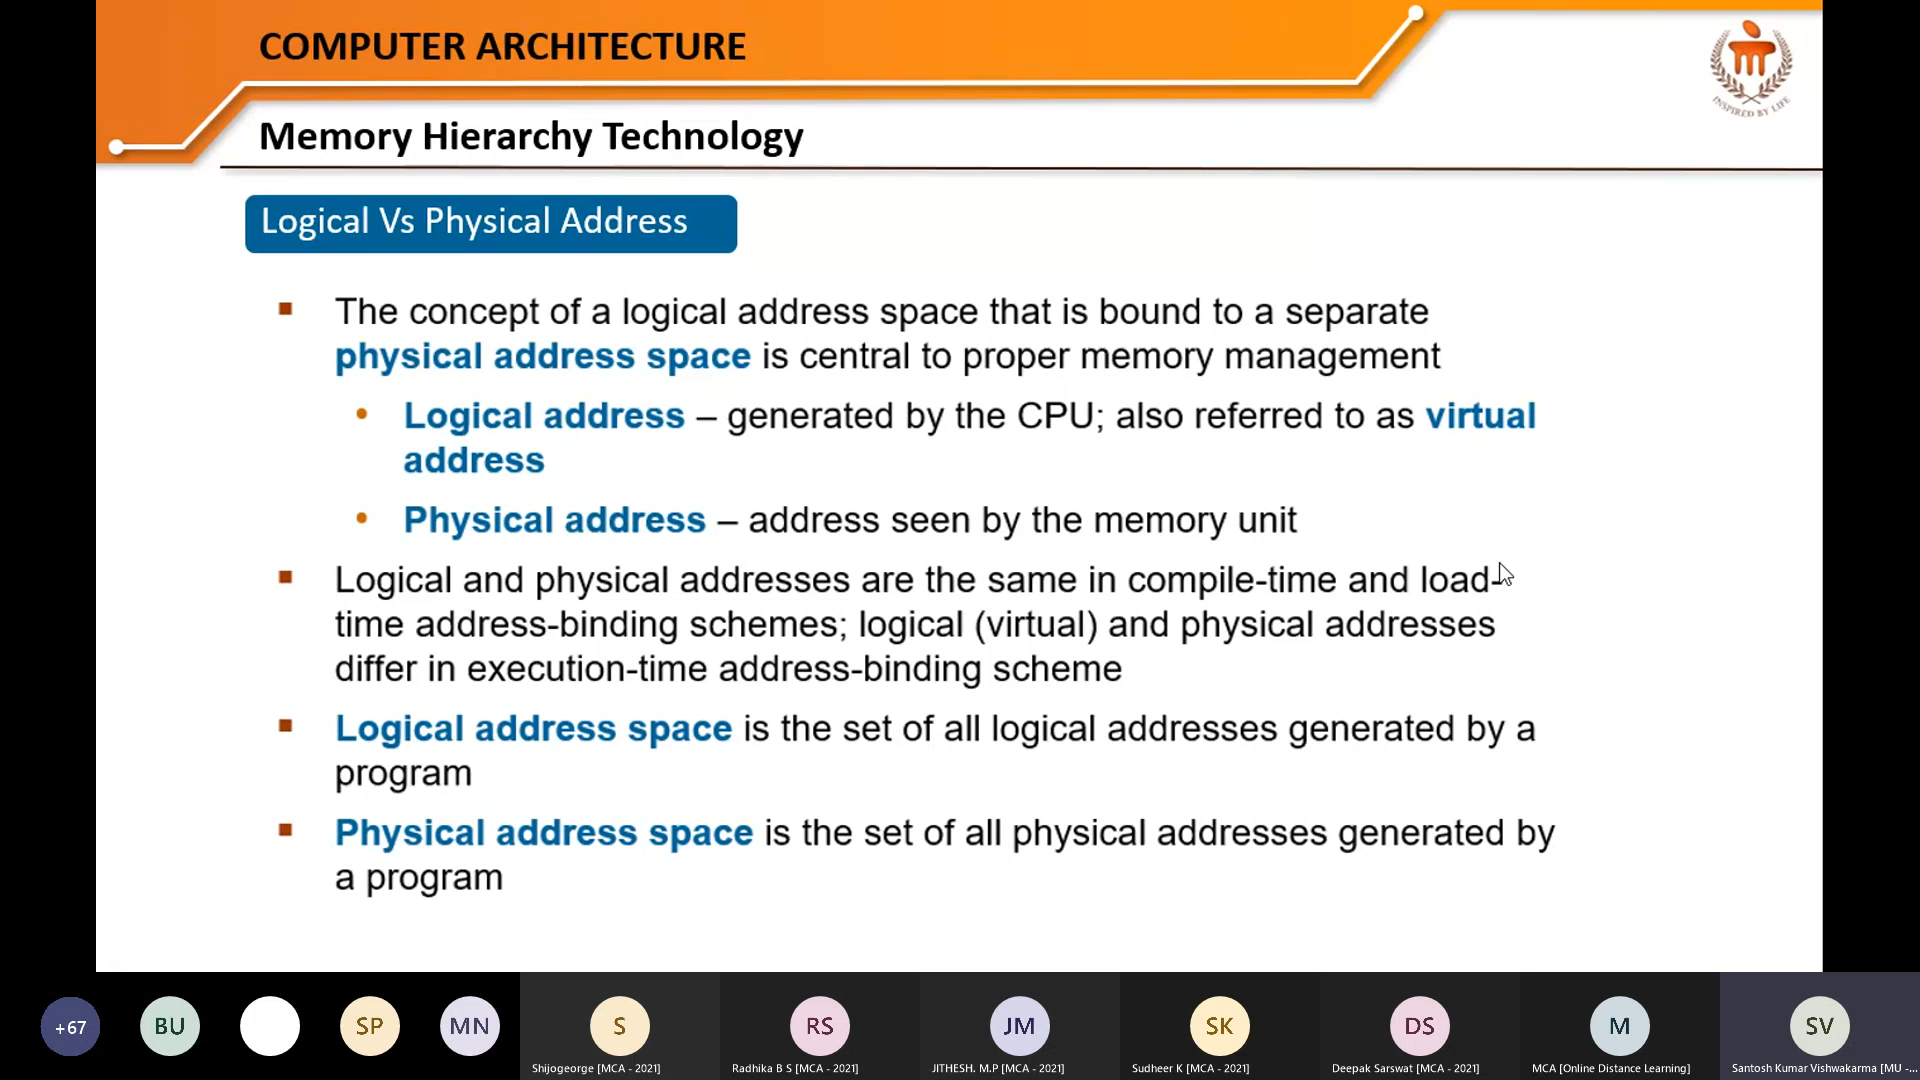 COMPUTER ARCHITECTURE
INSPIRED BY LIFE
Memory Hierarchy Technology
Logical Vs Physical Address
The concept of a logical address space that is bound to a separate
physical address space is central to proper memory management
Logical address – generated by the CPU; also referred to as virtual
address
Physical address – address seen by the memory unit
Logical and physical addresses are the same in compile-time and load-
time address-binding schemes; logical (virtual) and physical addresses
differ in execution-time address-binding scheme
Logical address space is the set of all logical addresses generated by a
program
Physical address space is the set of all physical addresses generated by
a program
+67
BU
SP
MN
S
RS
JM
SK
DS
M
SV
Shijogeorge [MCA - 2021]
Radhika B S [MCA - 2021]
JITHESH. M.P [MCA - 2021]
Sudheer K [MCA - 2021]
Deepak Sarswat [MCA - 2021]
MCA [Online Distance Learning]
Santosh Kumar Vishwakarma [MU -...